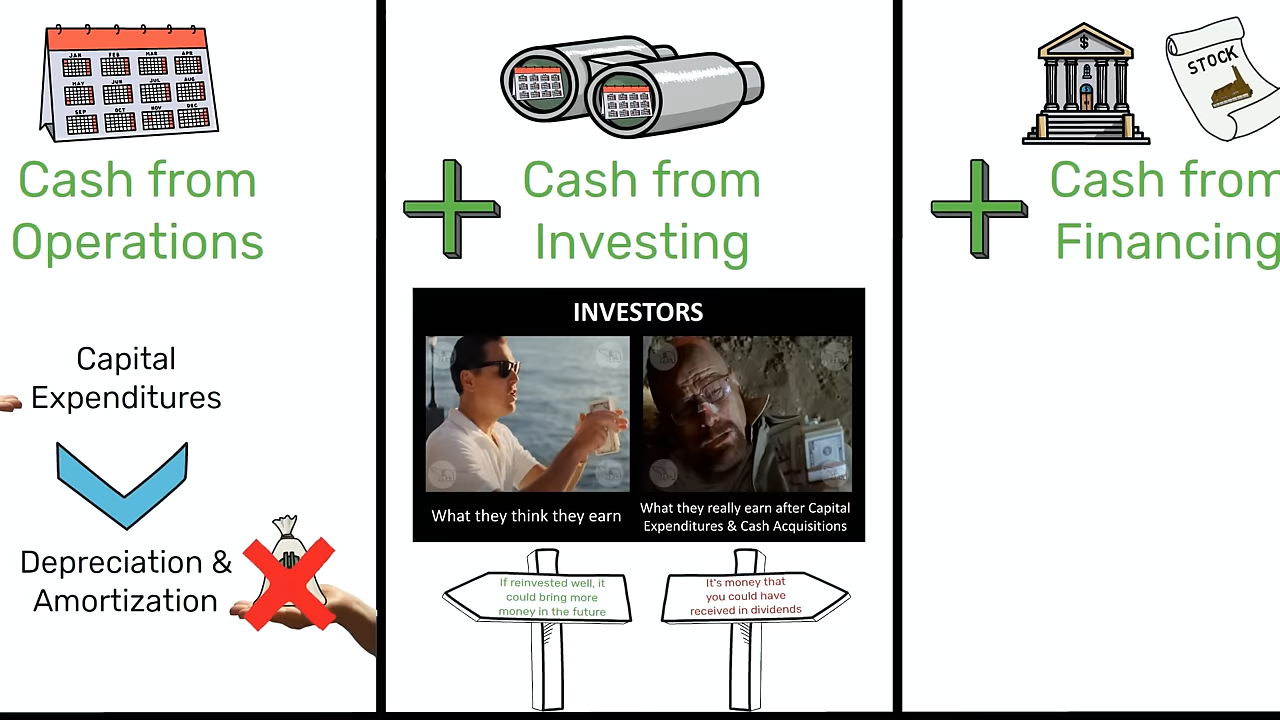 JAN FEB MAR APR
MAY JUN JUL AUG
SEP OCT NOV DEC
Cash from
Operations
Capital
Expenditures
Depreciation &
Amortization
Cash from
Investing
INVESTORS
What they think they earn
What they really earn after Capital
Expenditures & Cash Acquisitions
If reinvested well, it
could bring more
money in the future
It's money that
you could have
received in dividends
$
STOCK
Cash from
Financing